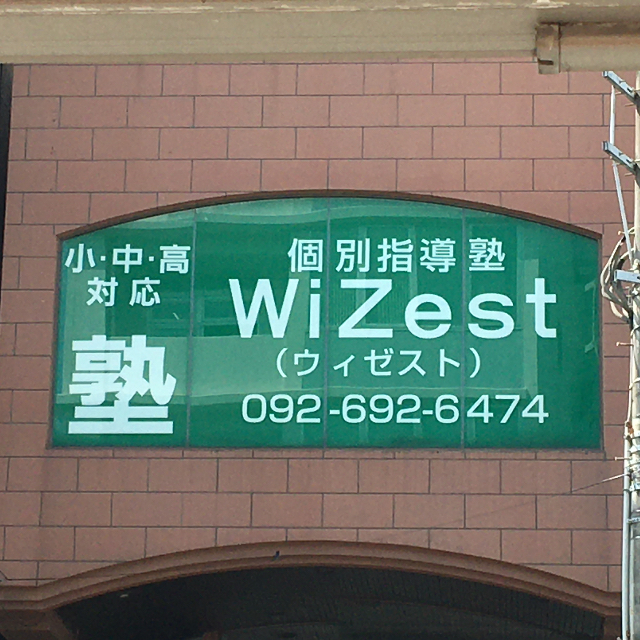 小・中・高
対応
塾
個別指導塾
WiZest
（ウィゼスト）
092-692-6474